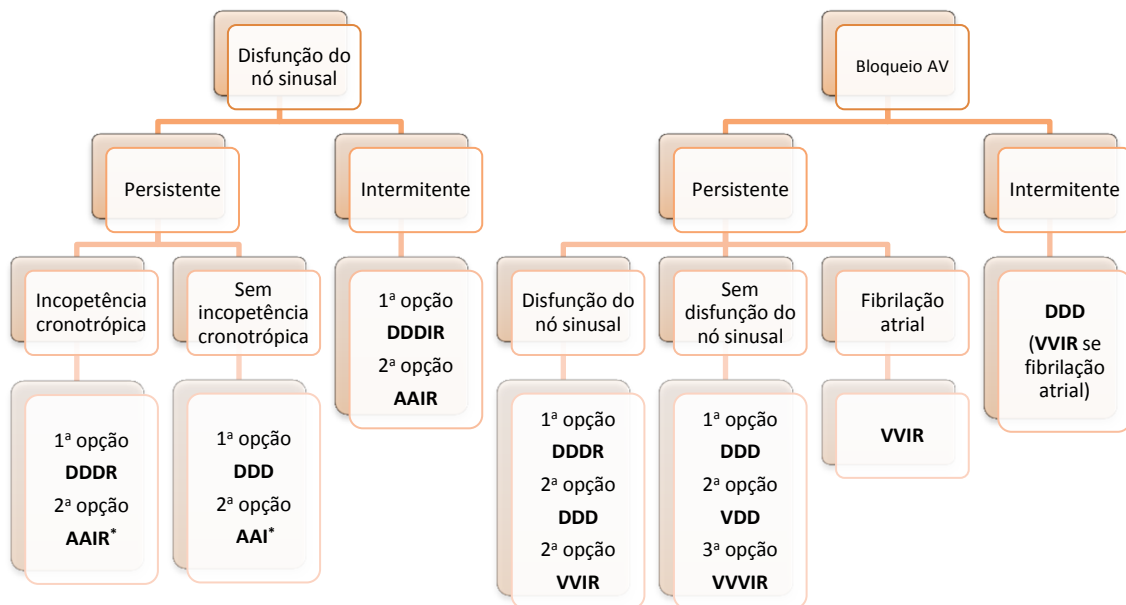 Disfunção do
nó sinusal
Persistente
Intermitente
Incopetência
cronotrópica
Sem
incopetência
cronotrópica
1ª opção
DDDIR
2ª opção
AAIR
1ª opção
DDDR
2ª opção
AAIR*
1ª opção
DDD
2ª opção
AAI*
Bloqueio AV
Persistente
Intermitente
Disfunção do
nó sinusal
Sem
disfunção do
nó sinusal
Fibrilação
atrial
DDD
(VVIR se
fibrilação
atrial)
1ª opção
DDDR
2ª opção
DDD
2ª opção
VVIR
1ª opção
DDD
2ª opção
VDD
3ª opção
VVVIR
VVIR